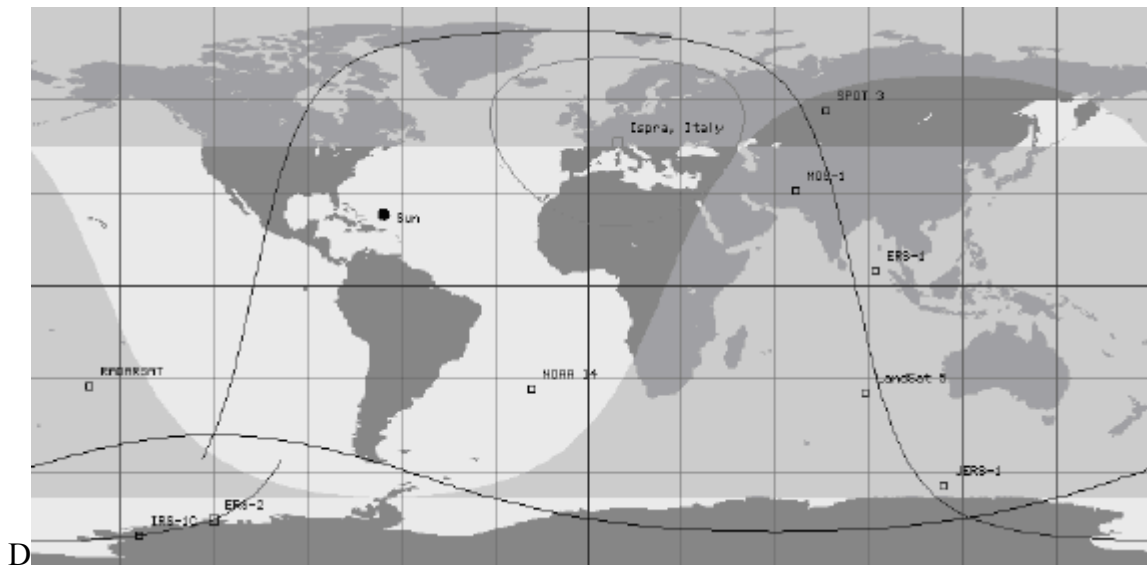 SPOT 3
Ispra, Italy
MOS-1
Sun
ERS-1
RADARSAT
NOAA 14
LandSat 5
JERS-1
ERS-2
IRS-1C
D